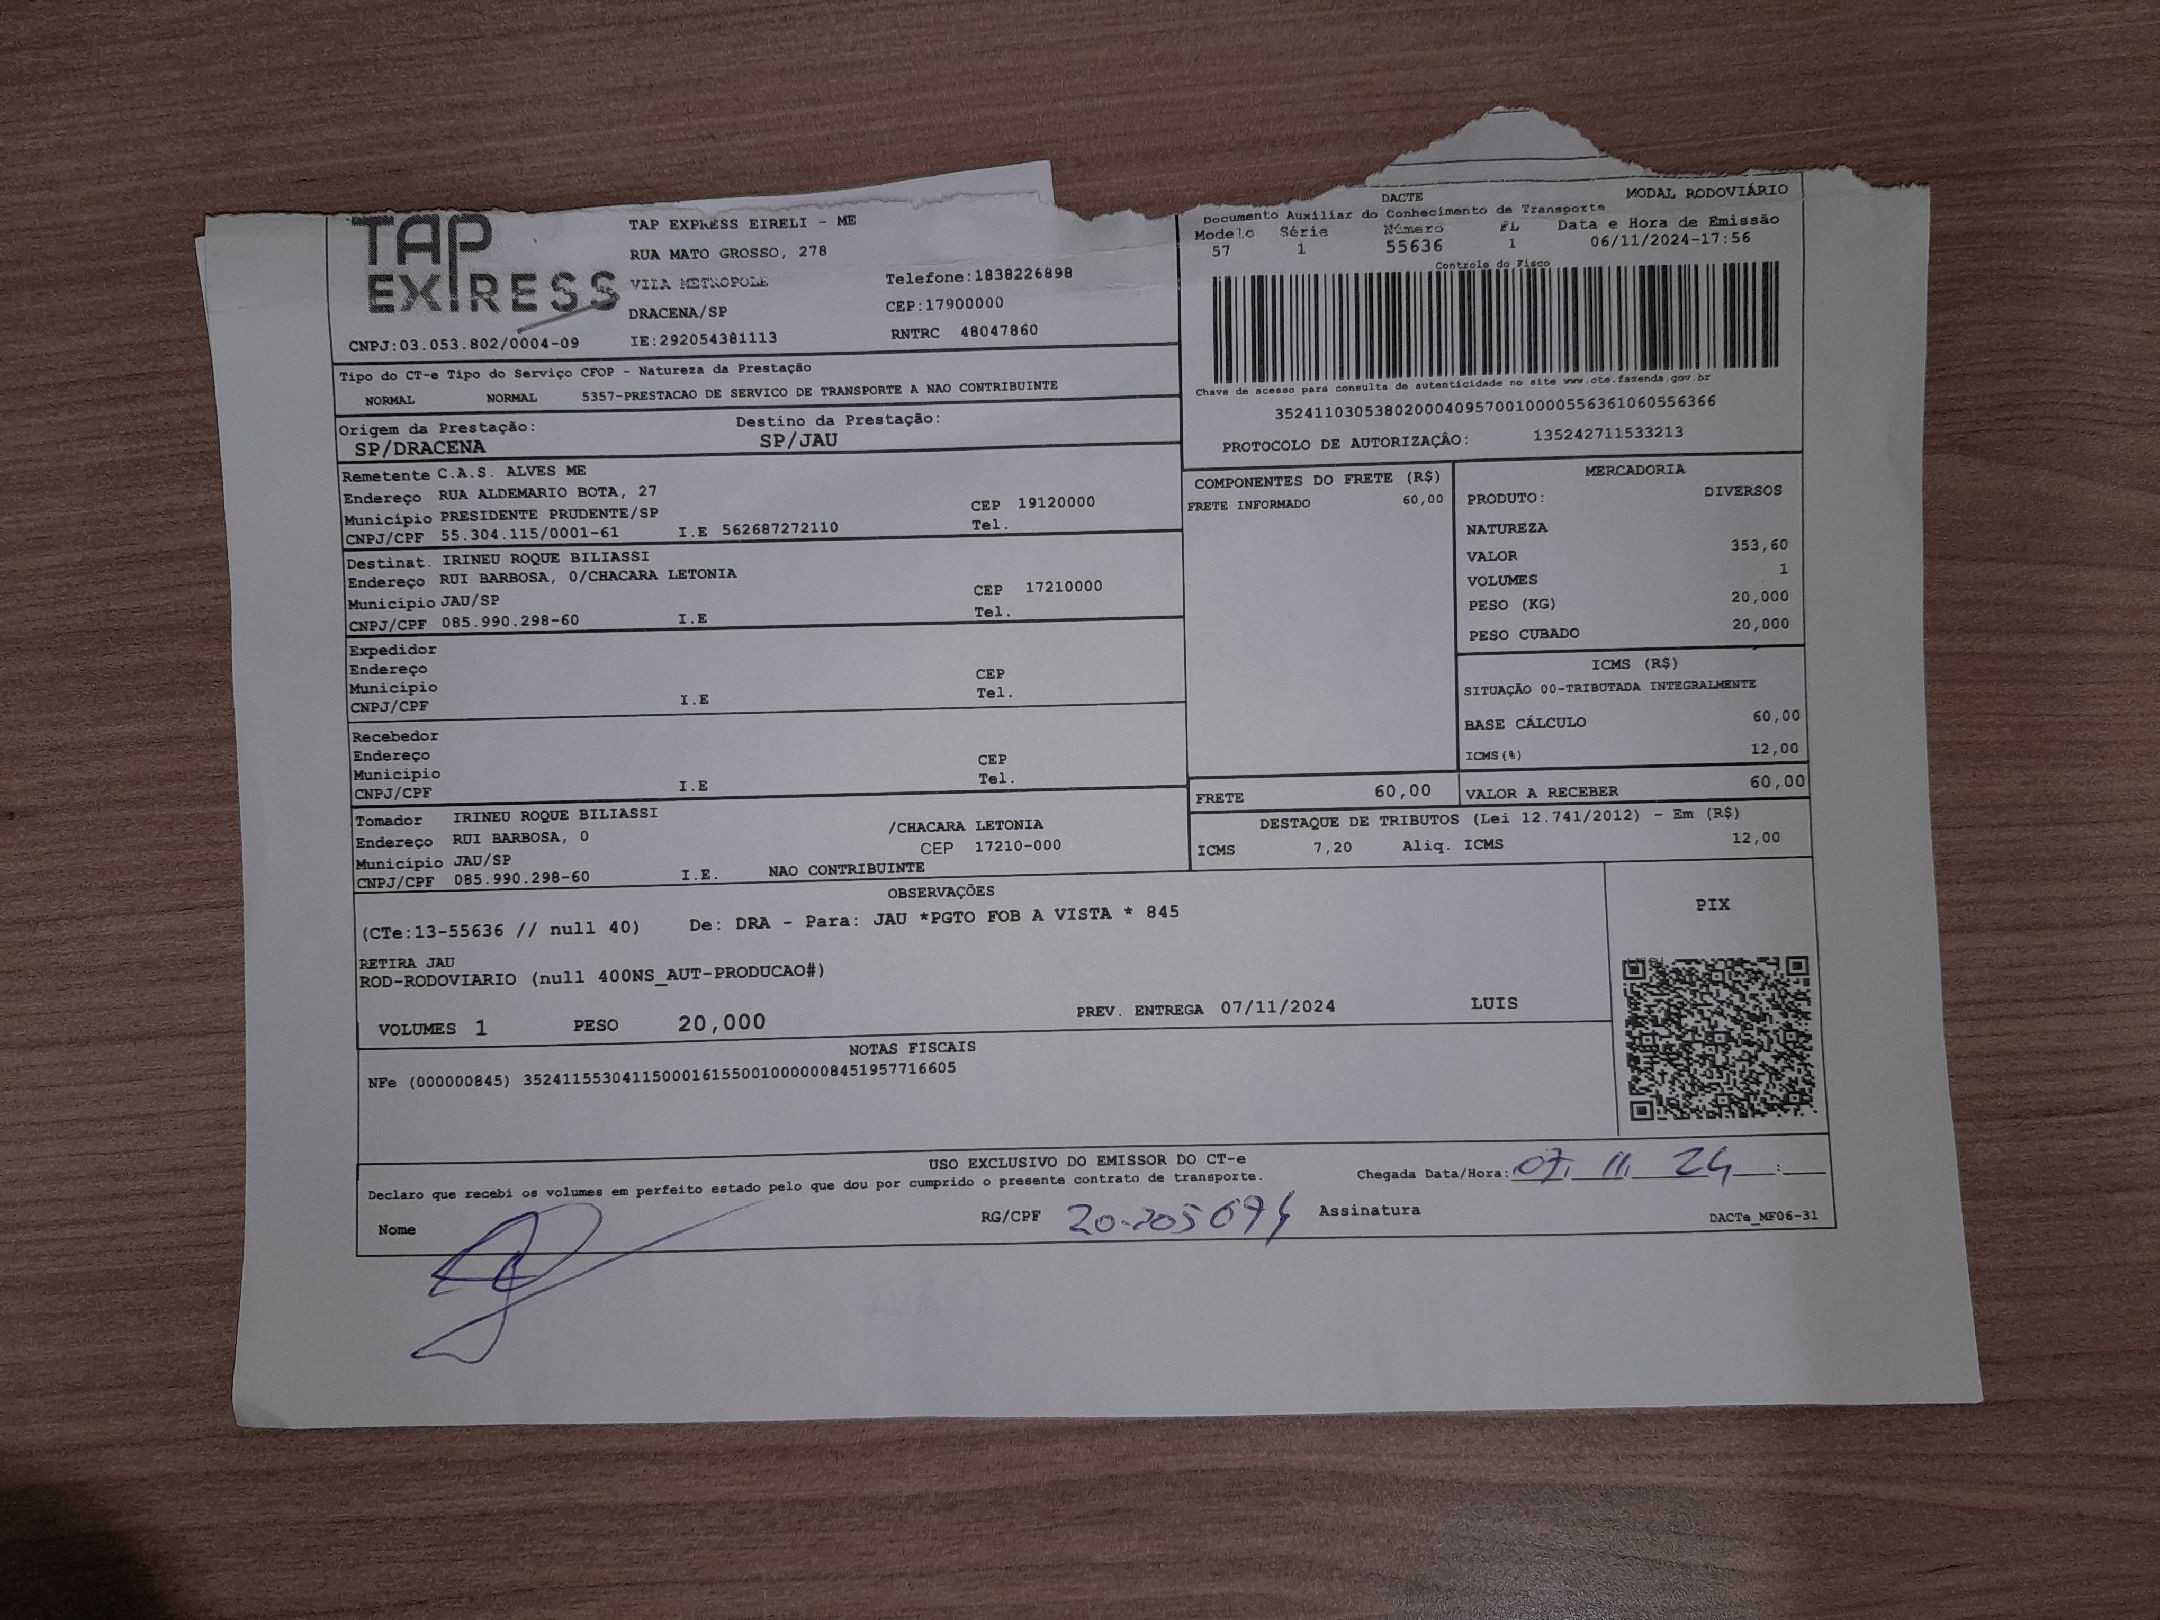 TAP EXPRESS
TAP EXPRESS EIRELI - ME
RUA MATO GROSSO, 278
VILA METROPOLE Telefone:1838226898
DRACENA/SP CEP:17900000
CNPJ:03.053.802/0004-09 IE:292054381113 RNTRC 48047860
DACTE MODAL RODOVIÁRIO
Documento Auxiliar do Conhecimento de Transporte
Modelo Série Número FL Data e Hora de Emissão
57 1 55636 1 06/11/2024-17:56
Controle do Fisco
Chave de acesso para consulta de autenticidade no site www.cte.fazenda.gov.br
35241103053802000409570010000556361060556366
PROTOCOLO DE AUTORIZAÇÂO: 135242711533213
Tipo do CT-e Tipo do Serviço CFOP - Natureza da Prestação
NORMAL NORMAL 5357-PRESTACAO DE SERVICO DE TRANSPORTE A NAO CONTRIBUINTE
Origem da Prestação: Destino da Prestação:
SP/DRACENA SP/JAU
Remetente C.A.S. ALVES ME
Endereço RUA ALDEMARIO BOTA, 27 CEP 19120000
Município PRESIDENTE PRUDENTE/SP Tel.
CNPJ/CPF 55.304.115/0001-61 I.E 562687272110
Destinat. IRINEU ROQUE BILIASSI
Endereço RUI BARBOSA, 0/CHACARA LETONIA CEP 17210000
Município JAU/SP Tel.
CNPJ/CPF 085.990.298-60 I.E
Expedidor
Endereço CEP
Município Tel.
CNPJ/CPF I.E
Recebedor
Endereço CEP
Município Tel.
CNPJ/CPF I.E
Tomador IRINEU ROQUE BILIASSI
Endereço RUI BARBOSA, 0 /CHACARA LETONIA
Município JAU/SP CEP 17210-000
CNPJ/CPF 085.990.298-60 I.E. NAO CONTRIBUINTE
COMPONENTES DO FRETE (R$)
FRETE INFORMADO 60,00
MERCADORIA
PRODUTO: DIVERSOS
NATUREZA
VALOR 353,60
VOLUMES 1
PESO (KG) 20,000
PESO CUBADO 20,000
ICMS (R$)
SITUAÇÃO 00-TRIBUTADA INTEGRALMENTE
BASE CÁLCULO 60,00
ICMS(%) 12,00
FRETE 60,00 VALOR A RECEBER 60,00
DESTAQUE DE TRIBUTOS (Lei 12.741/2012) - Em (R$)
ICMS 7,20 Aliq. ICMS 12,00
OBSERVAÇÕES
(CTe:13-55636 // null 40) De: DRA - Para: JAU *PGTO FOB A VISTA * 845
RETIRA JAU
ROD-RODOVIARIO (null 400NS_AUT-PRODUCAO#)
VOLUMES 1 PESO 20,000 PREV. ENTREGA 07/11/2024 LUIS
PIX
NOTAS FISCAIS
NFe (000000845) 35241155304115000161550010000008451957716605
USO EXCLUSIVO DO EMISSOR DO CT-e
Declaro que recebi os volumes em perfeito estado pelo que dou por cumprido o presente contrato de transporte.
Chegada Data/Hora: 07/11/24 :
Nome RG/CPF Assinatura
DACTe_MF06-31